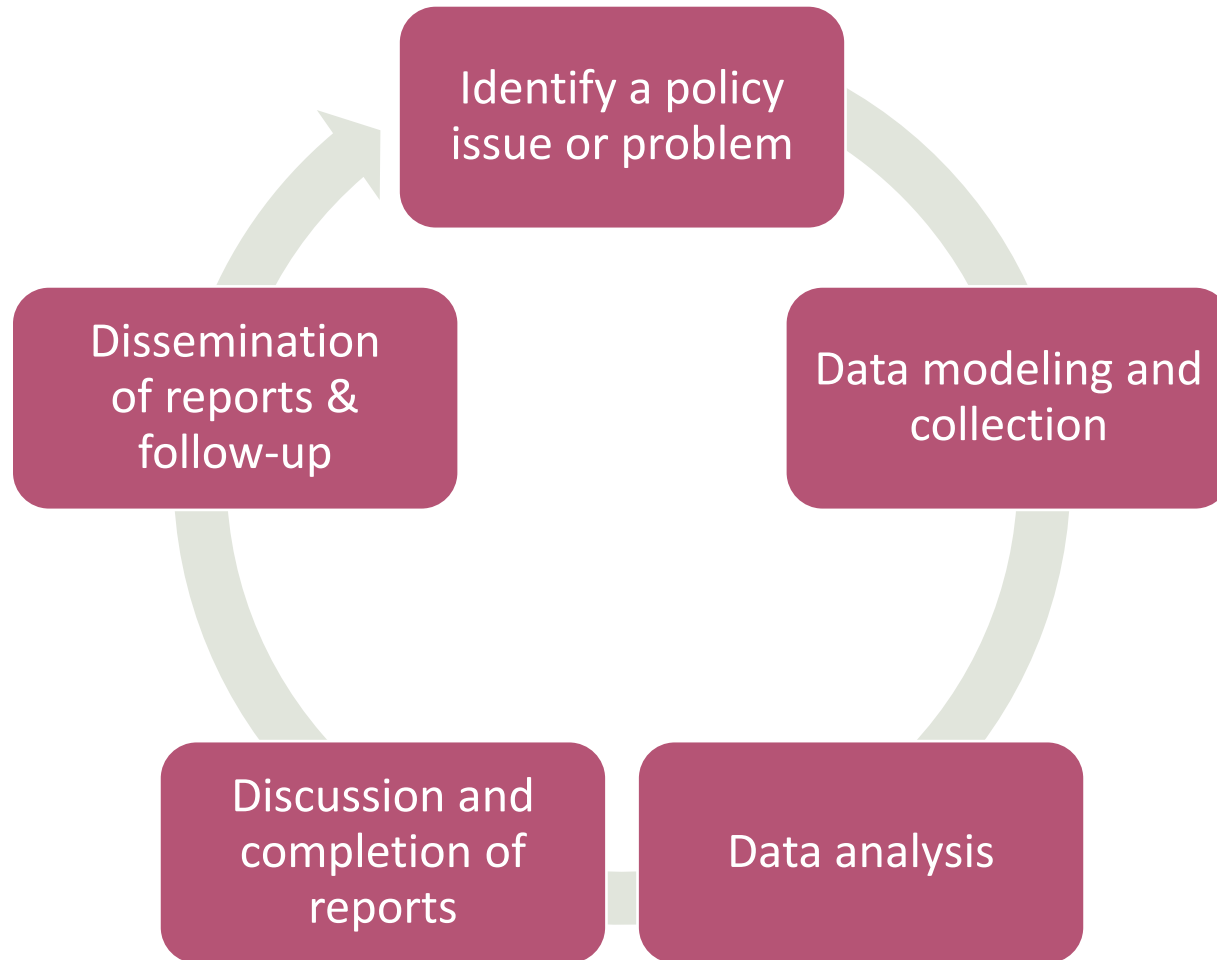 Identify a policy
issue or problem
Data modeling and
collection
Data analysis
Discussion and
completion of
reports
Dissemination
of reports &
follow-up